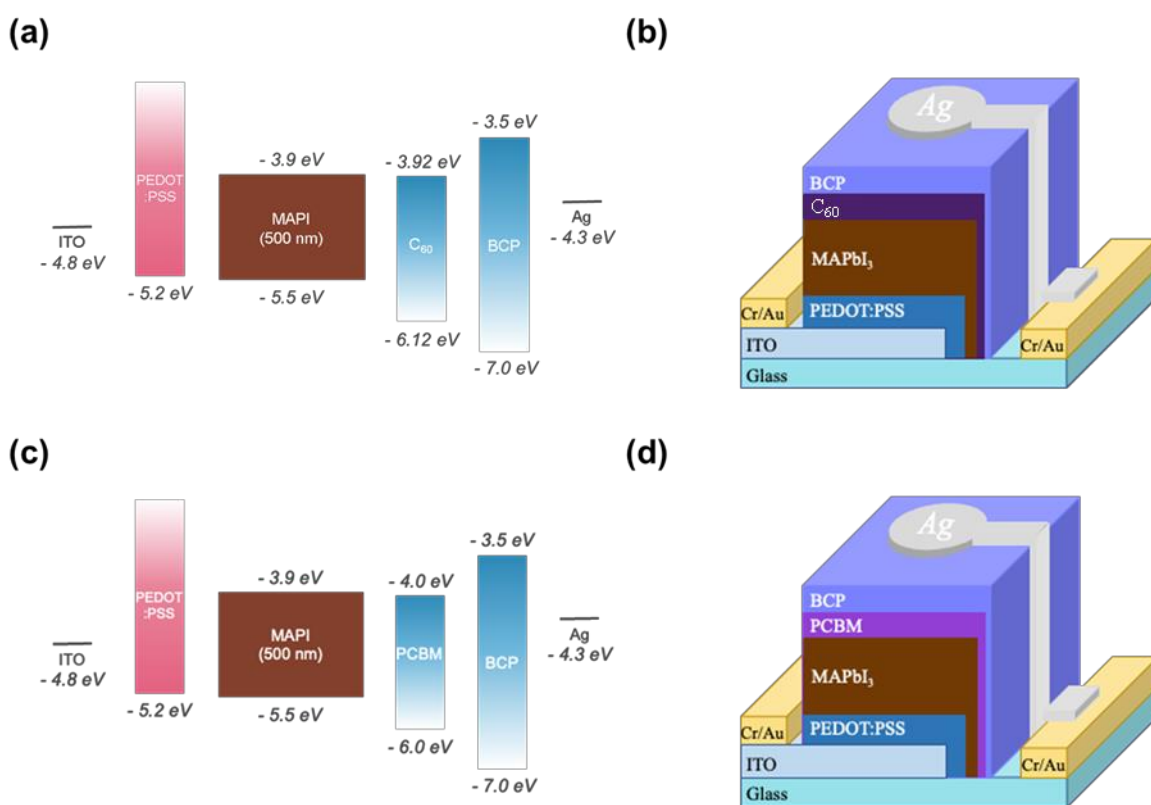 (a)
- 3.5 eV
- 3.9 eV
- 3.92 eV
PEDOT
:PSS
MAPI
(500 nm)
C₆₀
BCP
Ag
- 4.3 eV
ITO
- 4.8 eV
- 5.2 eV
- 5.5 eV
- 6.12 eV
- 7.0 eV
(b)
Ag
BCP
C₆₀
MAPbI₃
PEDOT:PSS
Cr/Au
Cr/Au
ITO
Glass
(c)
- 3.5 eV
- 3.9 eV
- 4.0 eV
PEDOT
:PSS
MAPI
(500 nm)
PCBM
BCP
Ag
- 4.3 eV
ITO
- 4.8 eV
- 5.2 eV
- 5.5 eV
- 6.0 eV
- 7.0 eV
(d)
Ag
BCP
PCBM
MAPbI₃
PEDOT:PSS
Cr/Au
Cr/Au
ITO
Glass